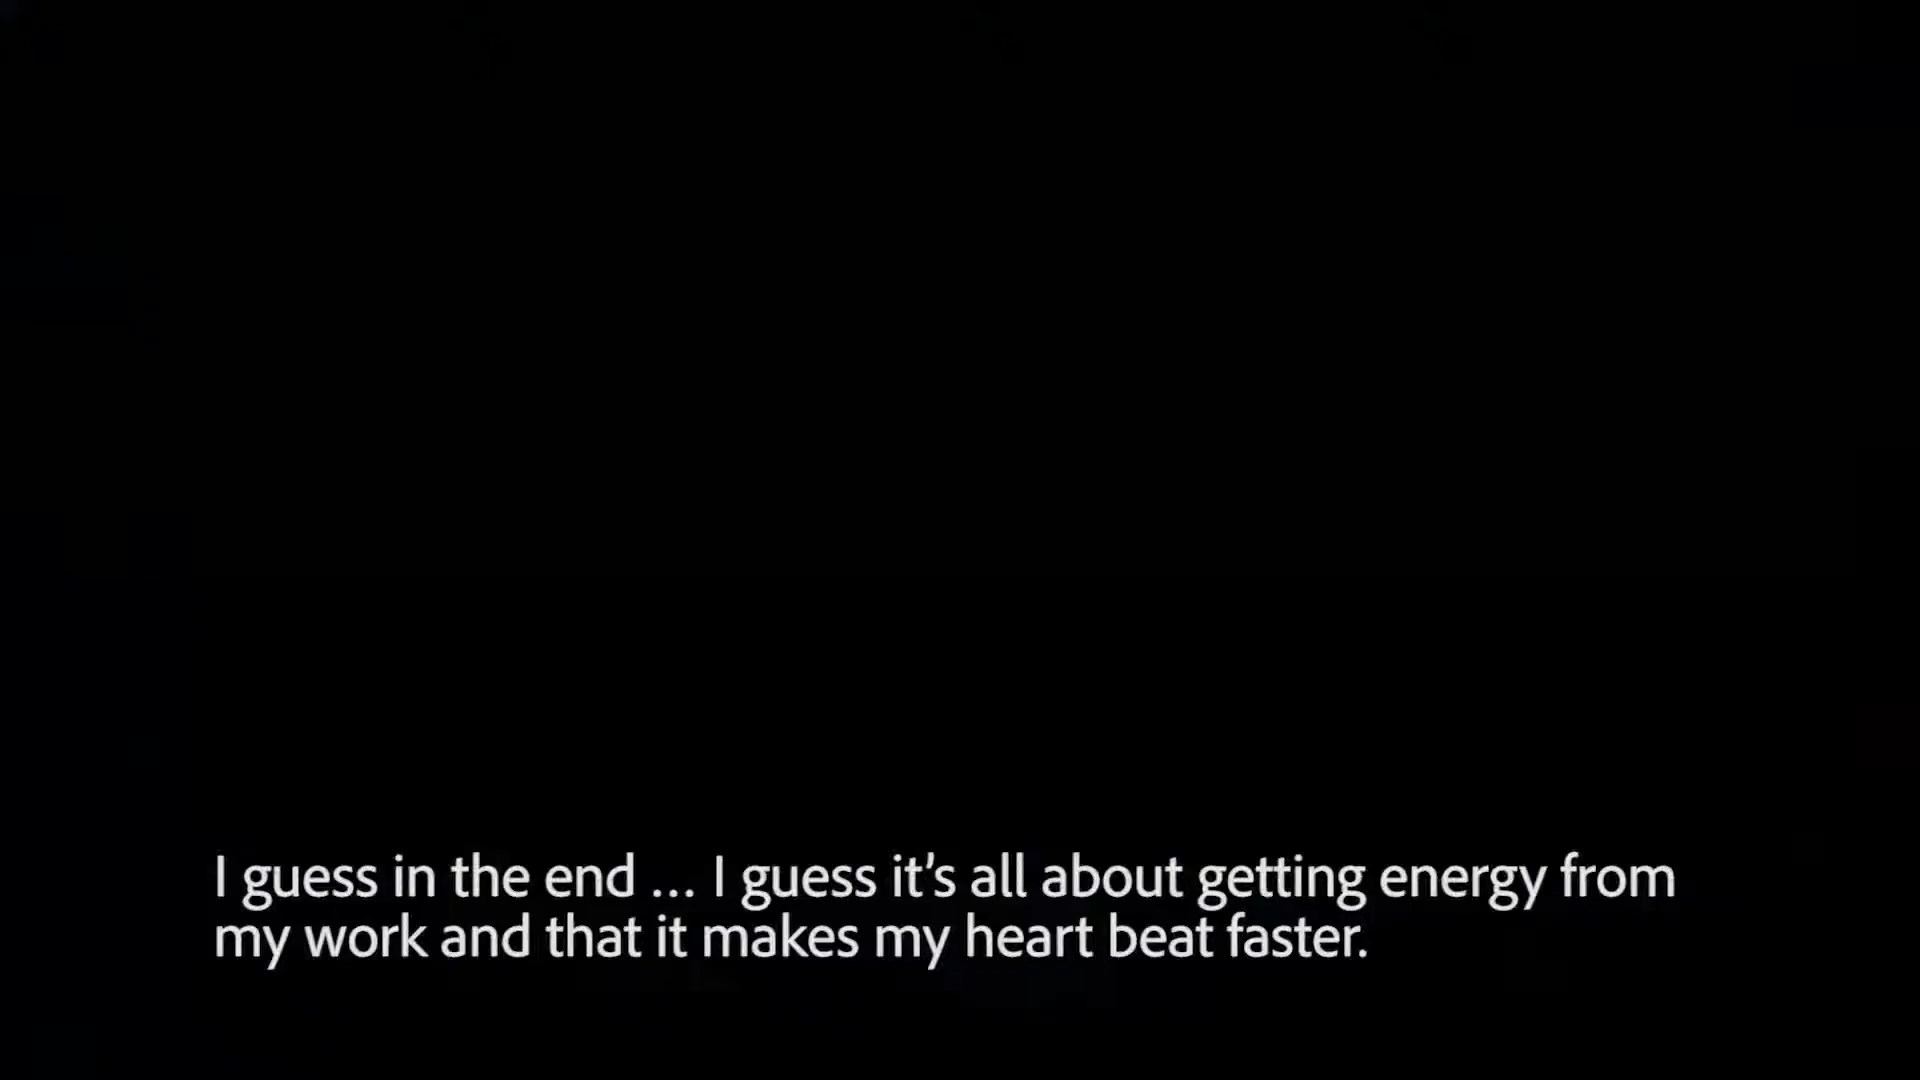 I guess in the end … I guess it’s all about getting energy from
my work and that it makes my heart beat faster.